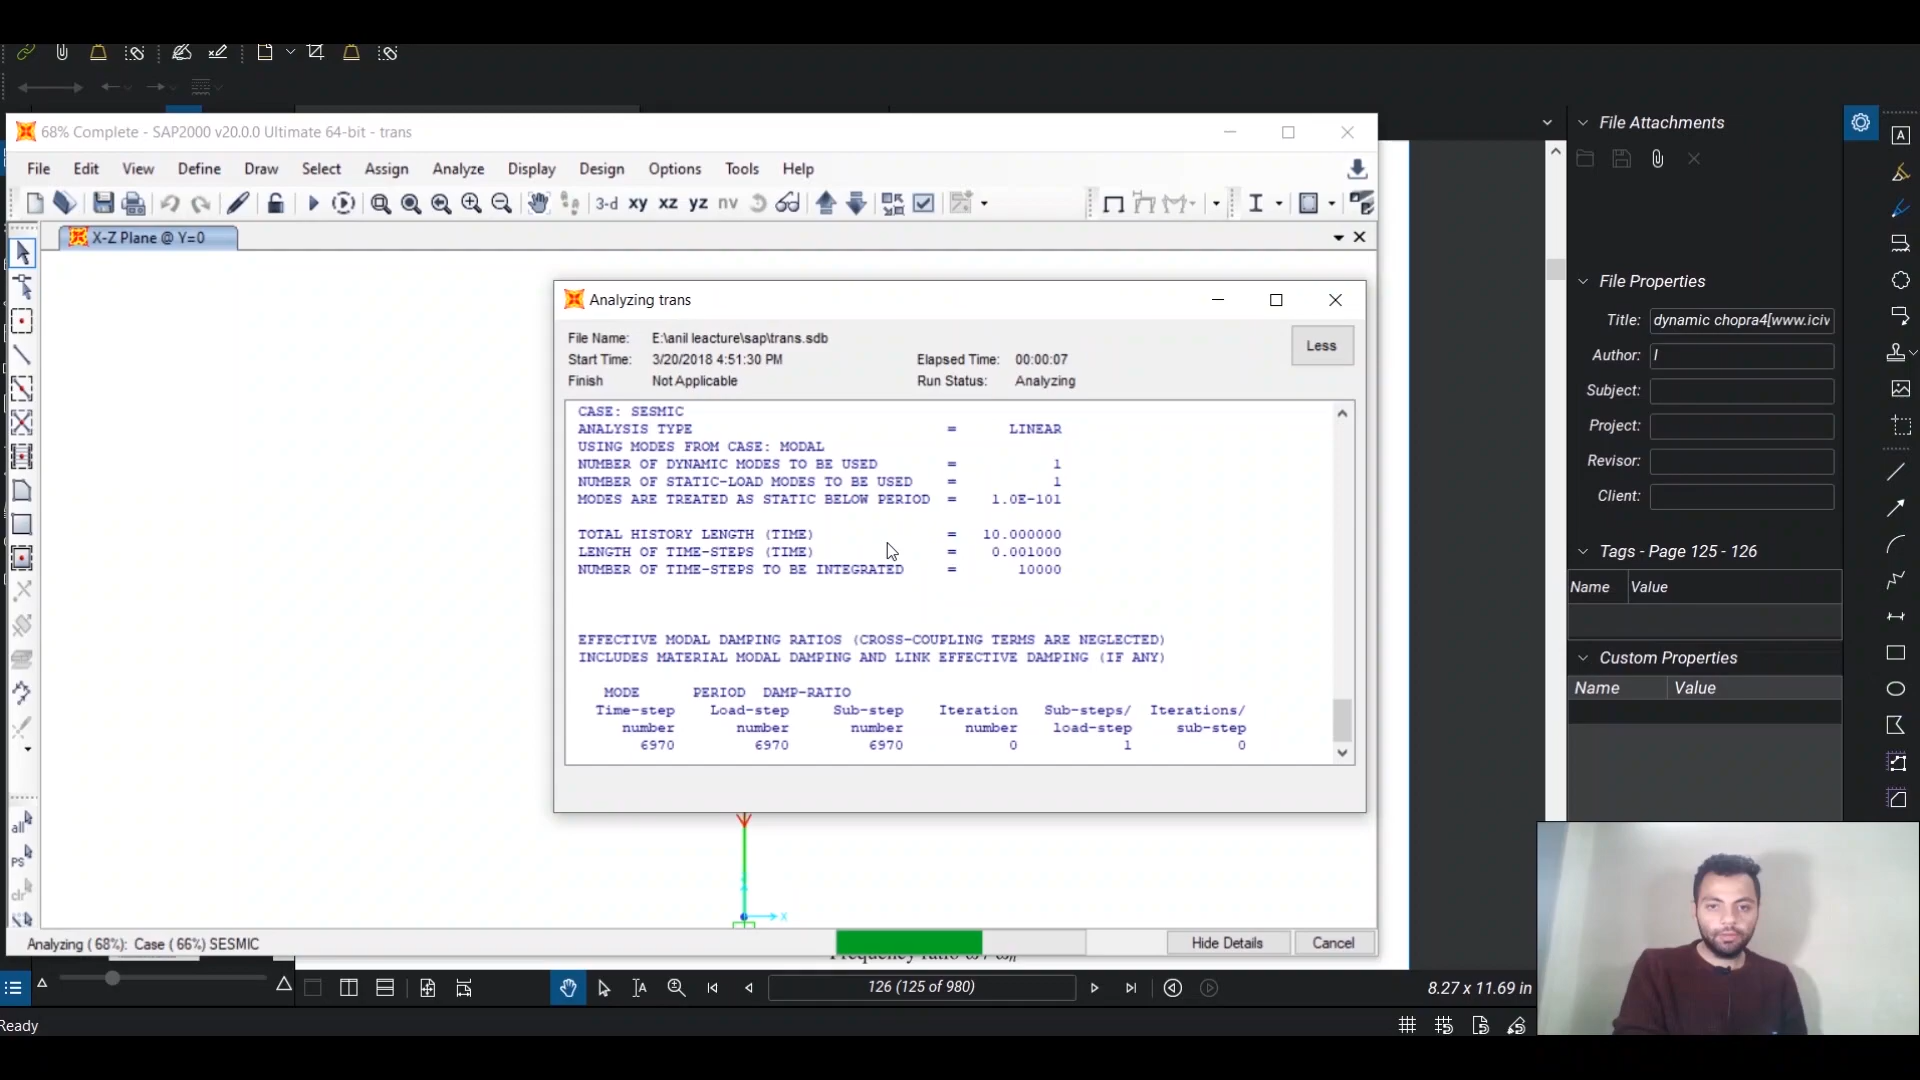 68% Complete - SAP2000 v20.0.0 Ultimate 64-bit - trans
File Edit View Define Draw Select Assign Analyze Display Design Options Tools Help
3-d xy xz yz nv
X-Z Plane @ Y=0
Analyzing trans
File Name: E:\anil leacture\sap\trans.sdb
Less
Start Time: 3/20/2018 4:51:30 PM Elapsed Time: 00:00:07
Finish Not Applicable Run Status: Analyzing
CASE: SESMIC
ANALYSIS TYPE = LINEAR
USING MODES FROM CASE: MODAL
NUMBER OF DYNAMIC MODES TO BE USED = 1
NUMBER OF STATIC-LOAD MODES TO BE USED = 1
MODES ARE TREATED AS STATIC BELOW PERIOD = 1.0E-101
TOTAL HISTORY LENGTH (TIME) = 10.000000
LENGTH OF TIME-STEPS (TIME) = 0.001000
NUMBER OF TIME-STEPS TO BE INTEGRATED = 10000
EFFECTIVE MODAL DAMPING RATIOS (CROSS-COUPLING TERMS ARE NEGLECTED)
INCLUDES MATERIAL MODAL DAMPING AND LINK EFFECTIVE DAMPING (IF ANY)
MODE PERIOD DAMP-RATIO
Time-step Load-step Sub-step Iteration Sub-steps/ Iterations/
number number number number load-step sub-step
6970 6970 6970 0 1 0
all
PS
clr
X
Analyzing ( 68%): Case ( 66%) SESMIC
Hide Details
Cancel
126 (125 of 980)
8.27 x 11.69 in
Ready
File Attachments
File Properties
Title: dynamic chopra4[www.iciv
Author: I
Subject:
Project:
Revisor:
Client:
Tags - Page 125 - 126
Name Value
Custom Properties
Name Value